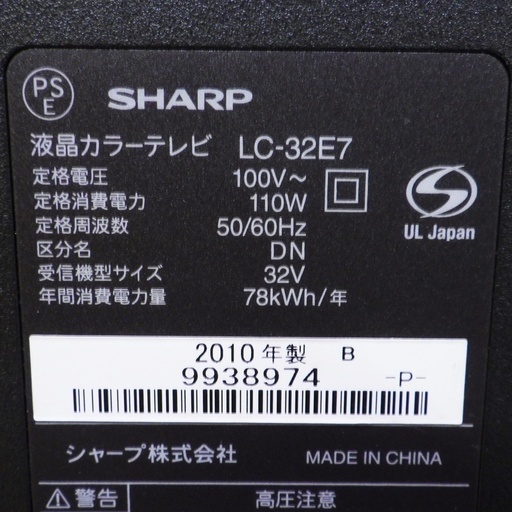 PS
E
SHARP
液晶カラーテレビ LC-32E7
定格電圧 100V～
定格消費電力 110W
定格周波数 50/60Hz
区分名 DN
受信機型サイズ 32V
年間消費電力量 78kWh/年
UL Japan
2010年製 B
9938974 -P-
シャープ株式会社 MADE IN CHINA
警告 高圧注意